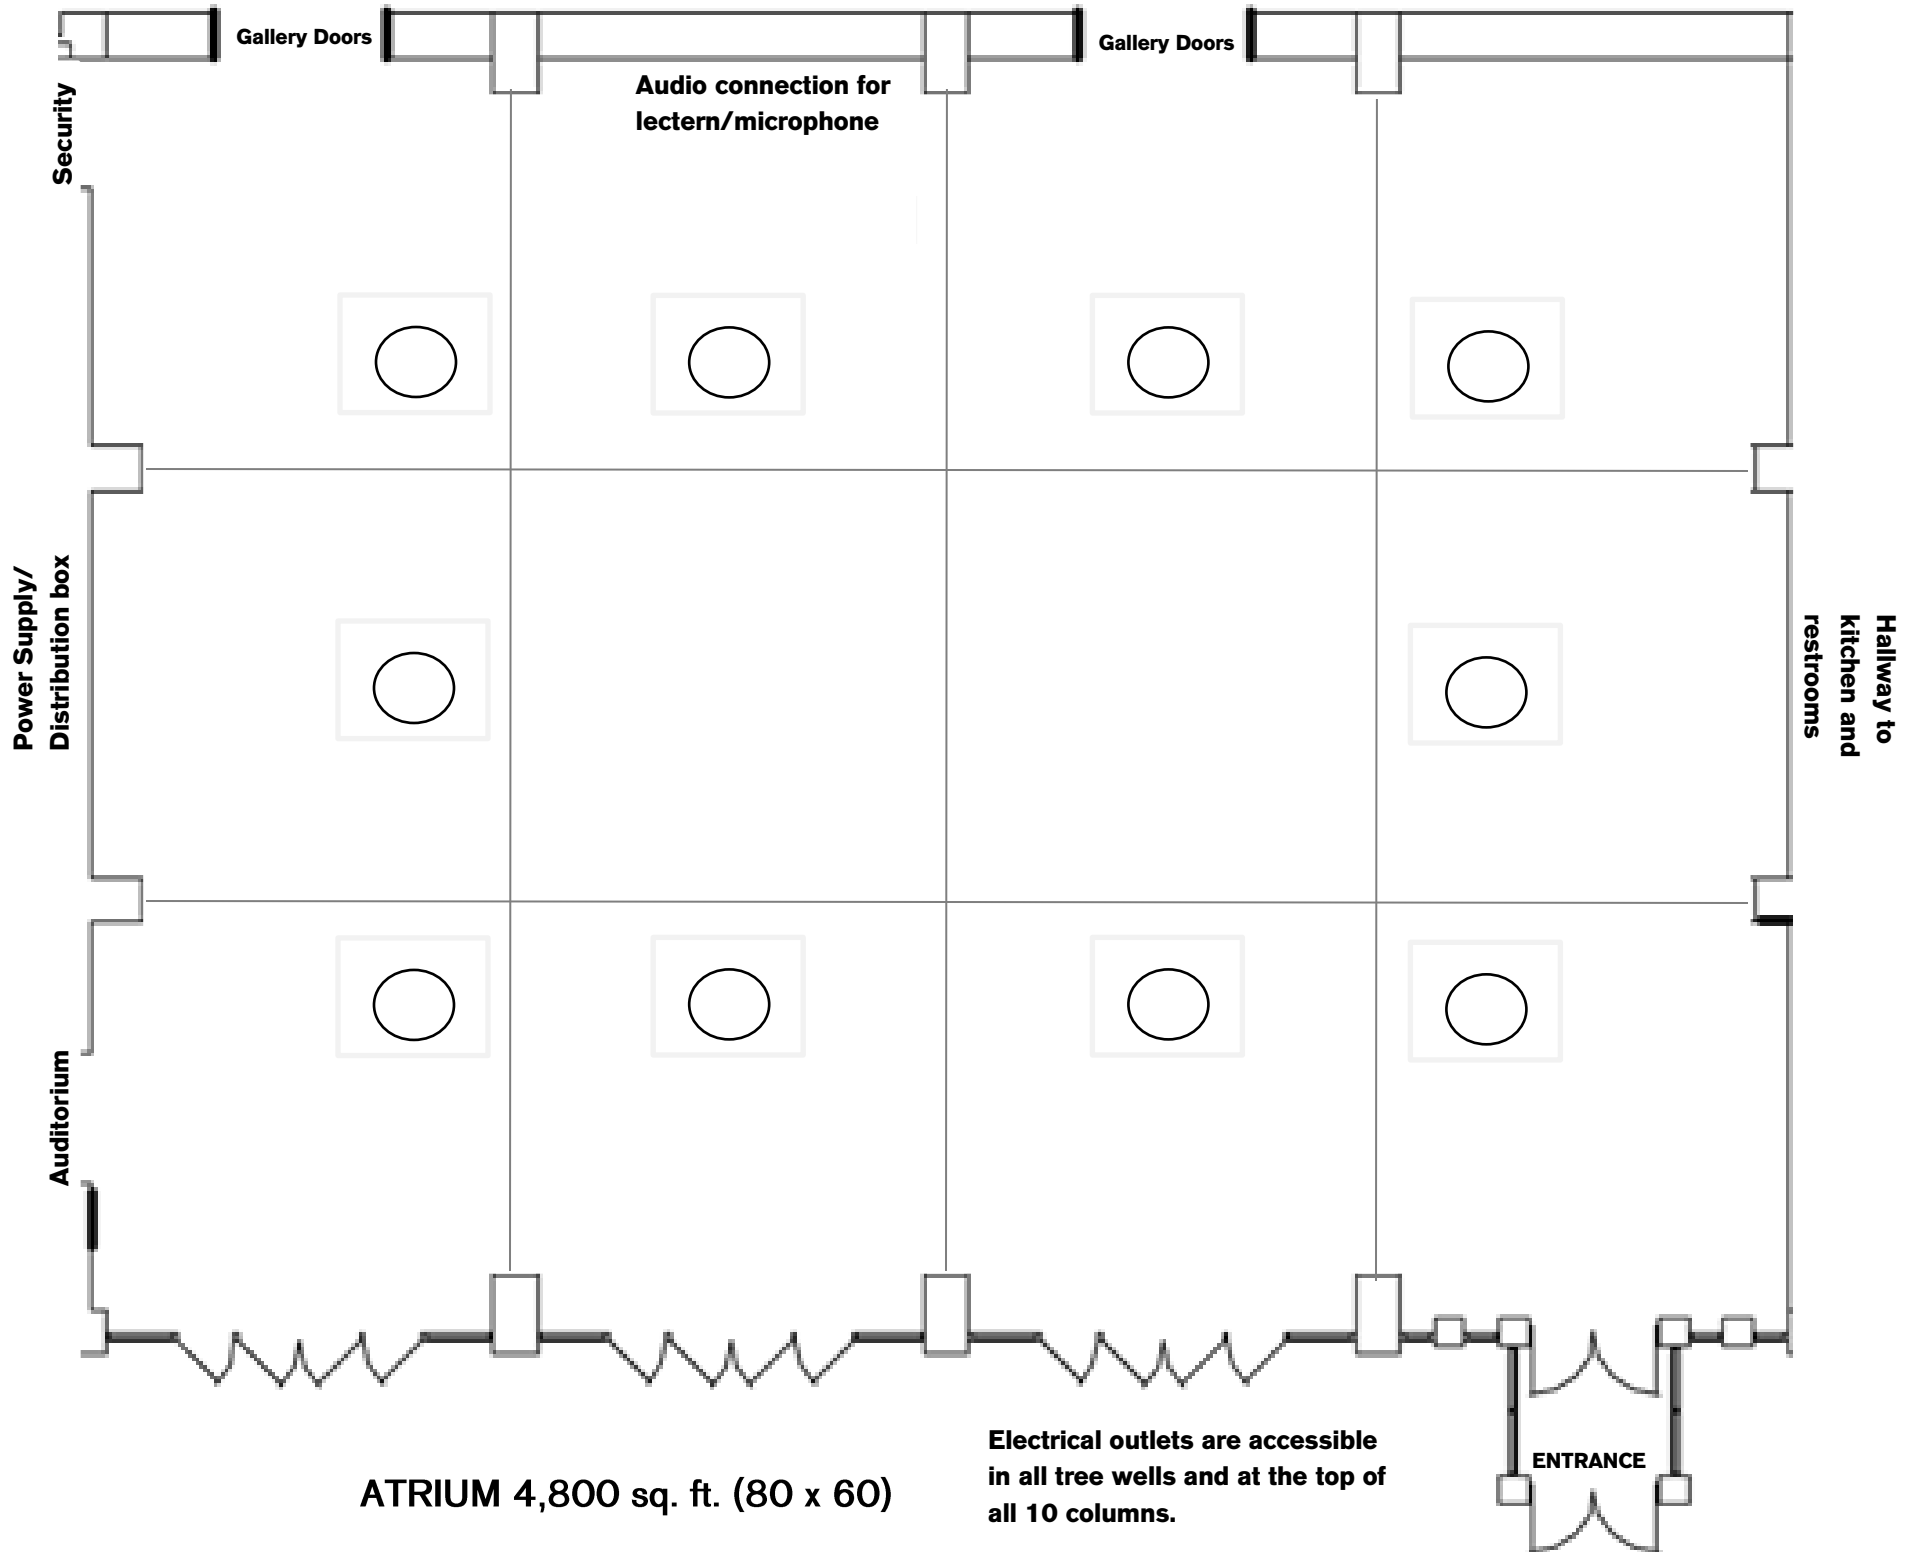 Gallery Doors
Gallery Doors
Audio connection for
lectern/microphone
Security
Power Supply/
Distribution box
Hallway to
kitchen and
restrooms
Auditorium
Electrical outlets are accessible
in all tree wells and at the top of
all 10 columns.
ENTRANCE
ATRIUM 4,800 sq. ft. (80 x 60)